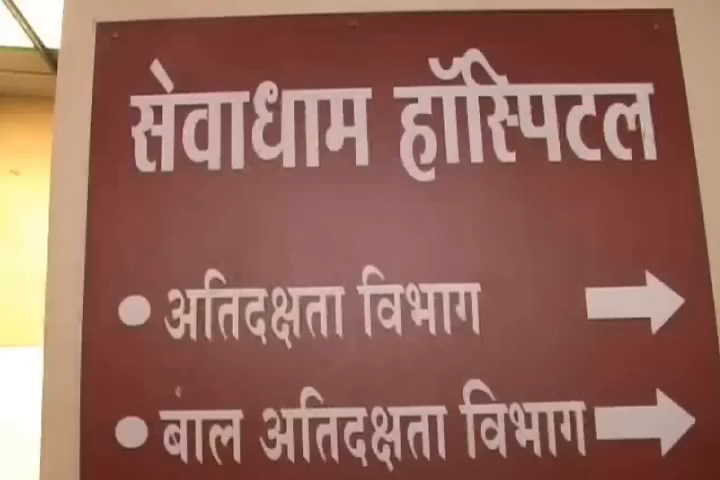 सेवाधाम हॉस्पिटल
अतिदक्षता विभाग
बाल अतिदक्षता विभाग